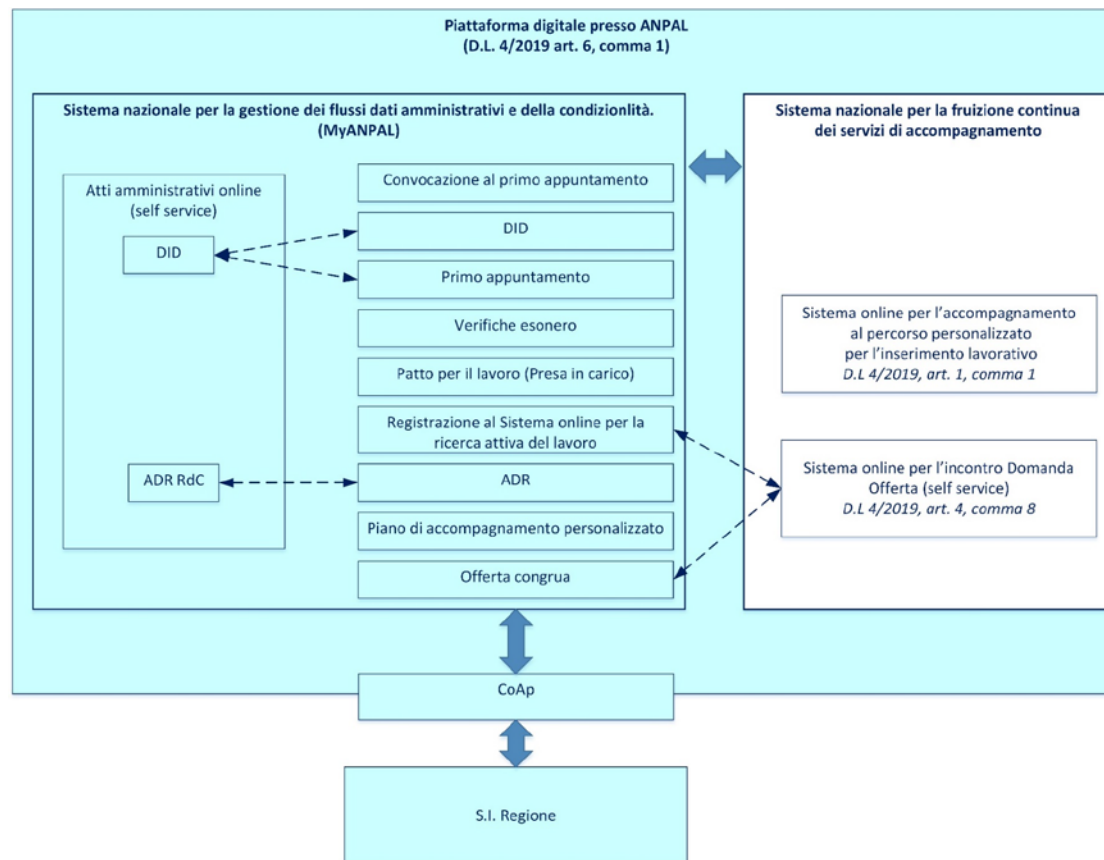 Piattaforma digitale presso ANPAL
(D.L. 4/2019 art. 6, comma 1)
Sistema nazionale per la gestione dei flussi dati amministrativi e della condizionlità.
(MyANPAL)
Atti amministrativi online
(self service)
DID
ADR RdC
Convocazione al primo appuntamento
DID
Primo appuntamento
Verifiche esonero
Patto per il lavoro (Presa in carico)
Registrazione al Sistema online per la
ricerca attiva del lavoro
ADR
Piano di accompagnamento personalizzato
Offerta congrua
Sistema nazionale per la fruizione continua
dei servizi di accompagnamento
Sistema online per l'accompagnamento
al percorso personalizzato
per l'inserimento lavorativo
D.L 4/2019, art. 1, comma 1
Sistema online per l'incontro Domanda
Offerta (self service)
D.L 4/2019, art. 4, comma 8
CoAp
S.I. Regione